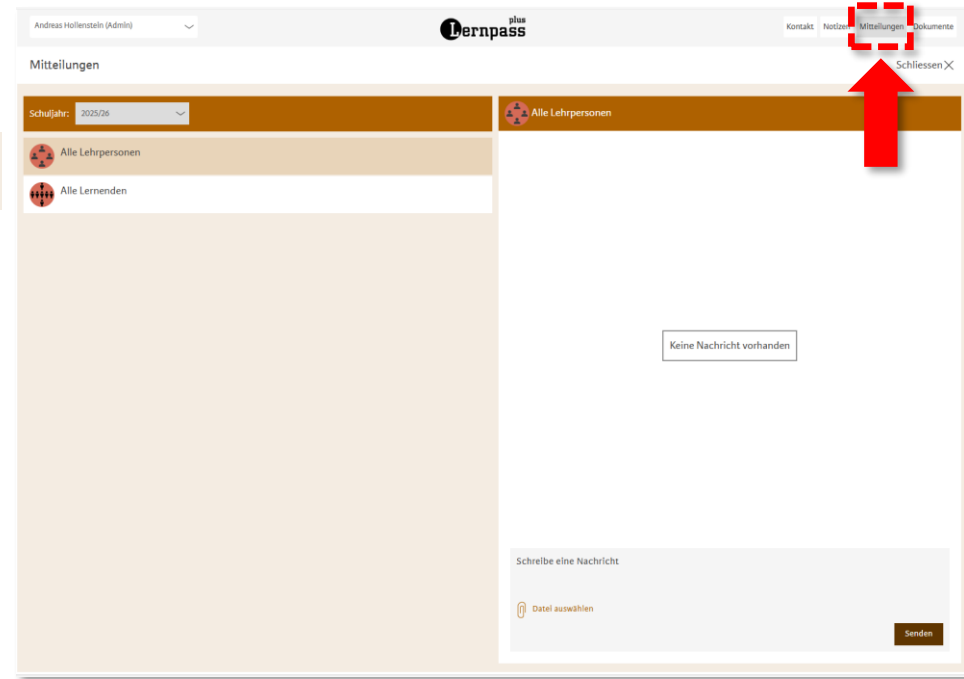 Andreas Hollenstein (Admin)
Lernpass plus
Kontakt Notizen Mitteilungen Dokumente
Mitteilungen
Schliessen
Schuljahr: 2025/26
Alle Lehrpersonen
Alle Lehrpersonen
Alle Lernenden
Keine Nachricht vorhanden
Schreibe eine Nachricht
Datei auswählen
Senden